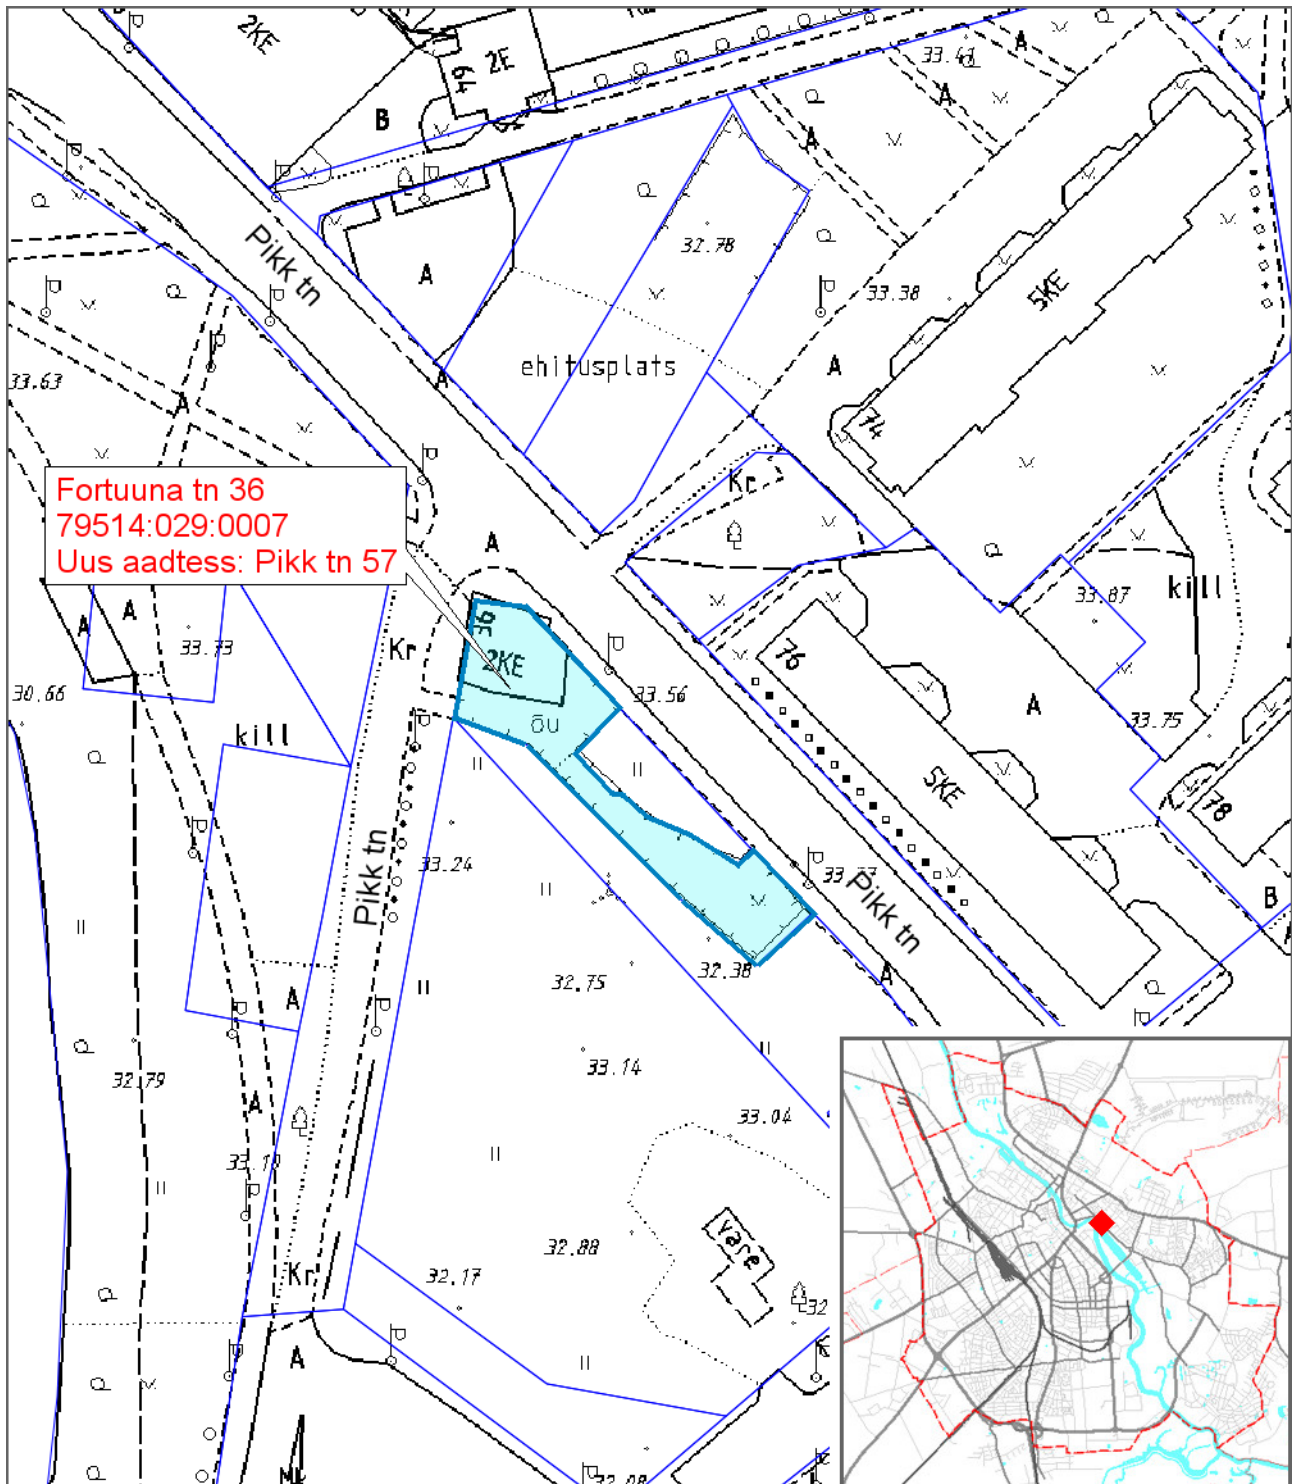 2KE
64
2E
B
A
33.41
A
A
Pikk tn
32.78
33.38
5KE
A
ehitusplats
A
33.63
A
A
74
Kr
Fortuuna tn 36
79514:029:0007
Uus aadtess: Pikk tn 57
A
kill
33.87
A
A
36
33.73
Kr
2KE
76
30.66
33.56
A
õu
33.75
kill
5KE
78
Pikk tn
33.24
Pikk tn
B
32.38
A
32.75
A
33.14
32.79
33.04
A
vare
32.88
Kr
32.17
32
A